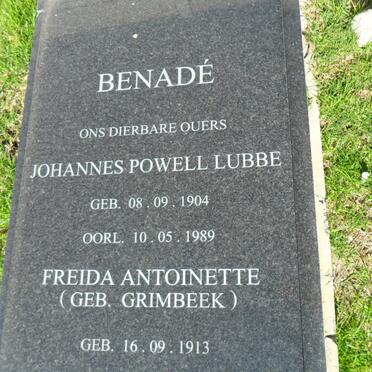 BENADÉ
ONS DIERBARE OUERS
JOHANNES POWELL LUBBE
GEB. 08.09.1904
OORL. 10.05.1989
FREIDA ANTOINETTE
(GEB. GRIMBEEK)
GEB. 16.09.1913